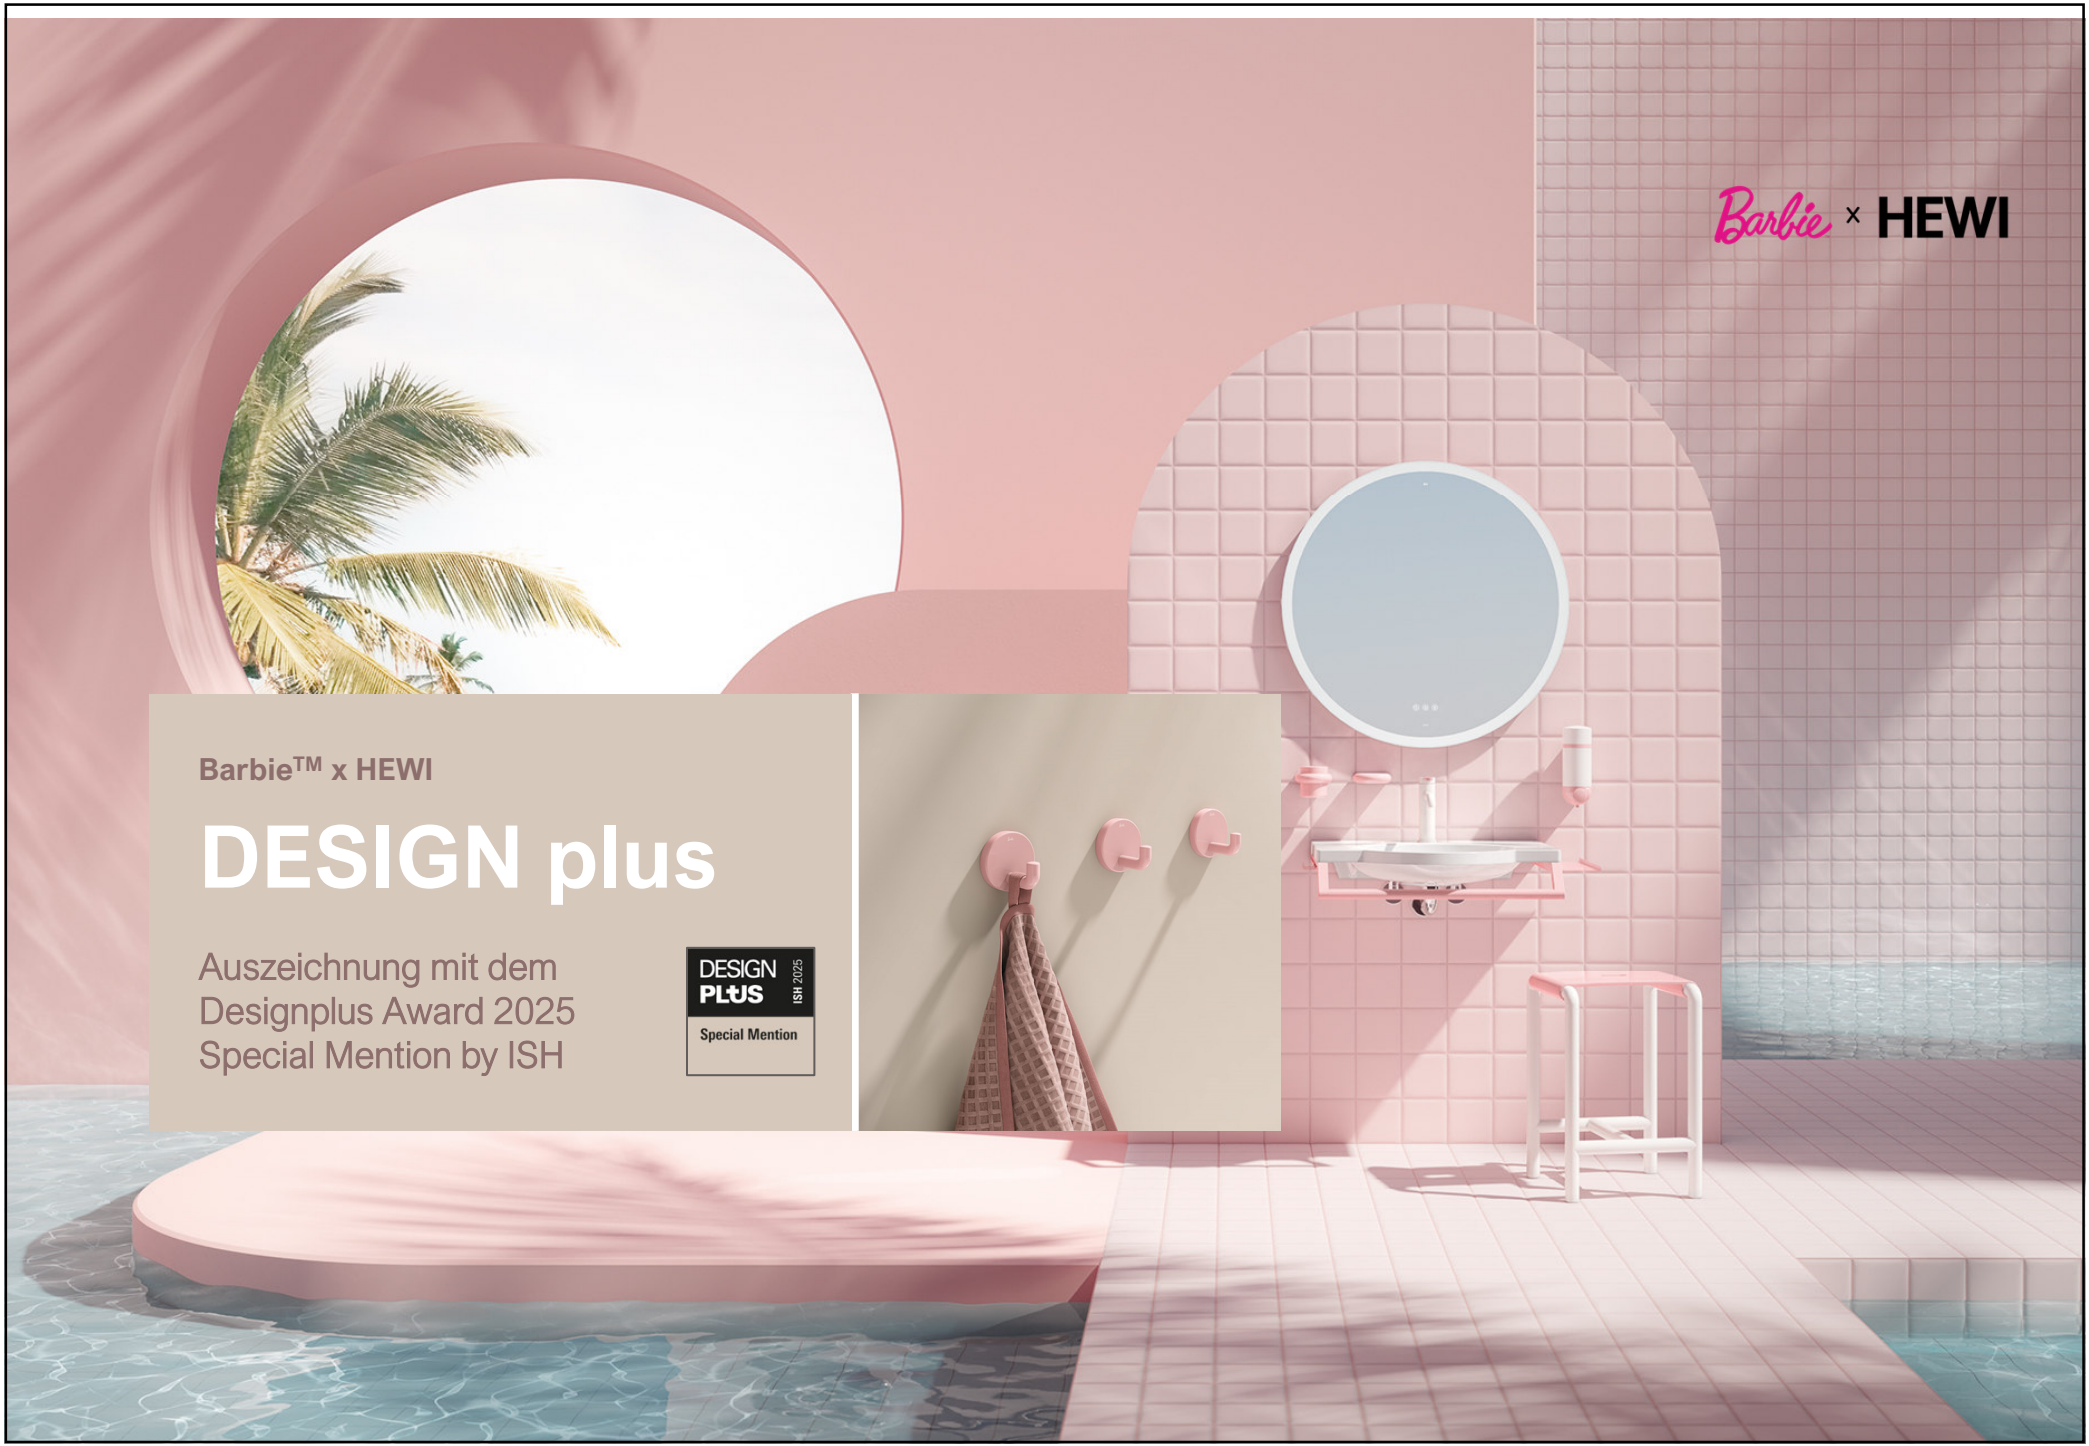 Barbie x HEWI
Barbie™ x HEWI
DESIGN plus
Auszeichnung mit dem
Designplus Award 2025
Special Mention by ISH
DESIGN
PLUS
ISH 2025
Special Mention